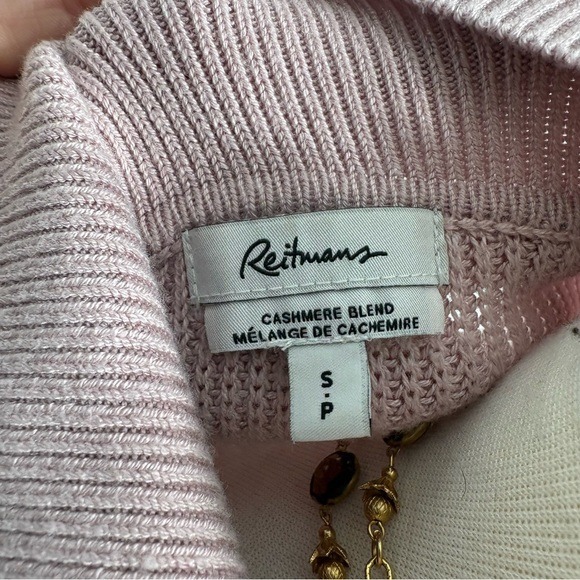 Reitmans
CASHMERE BLEND
MÉLANGE DE CACHEMIRE
S
-
P